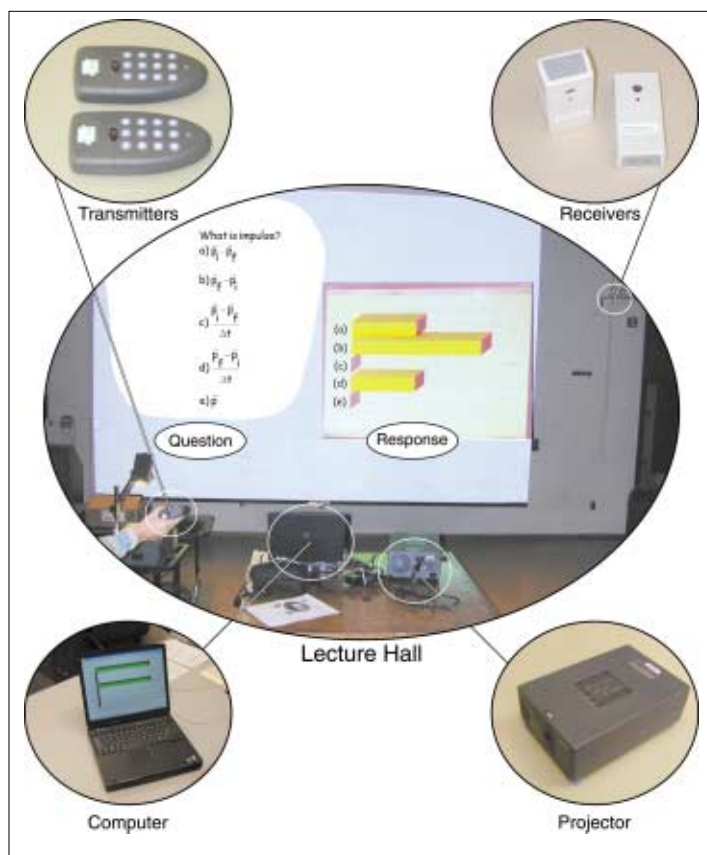 Transmitters
Receivers
What is impulse?
a) p⃗i - p⃗f
b) p⃗f - p⃗i
c) p⃗i - p⃗f
Δt
d) p⃗f - p⃗i
Δt
e) p⃗
(a)
(b)
(c)
(d)
(e)
Question
Response
Lecture Hall
Computer
Projector